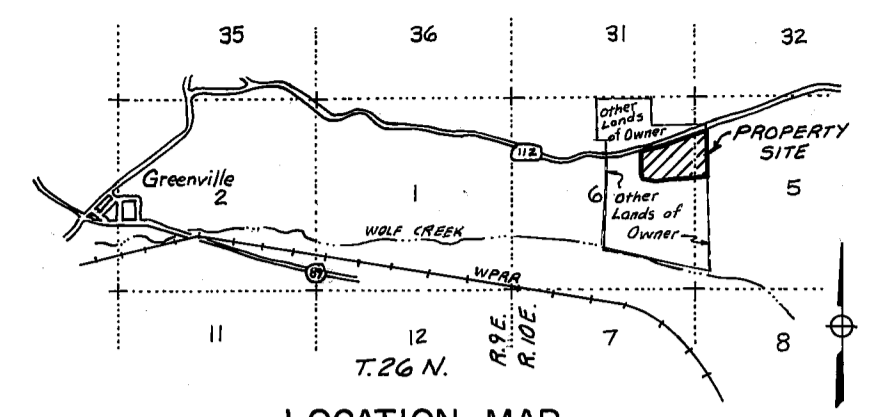 35 36 31 32
Other
Lands
of Owner
PROPERTY
SITE
112
Greenville
2 1 6 5
Other
Lands of
Owner
WOLF CREEK
89
WPRR
11 12 7 8
R.9E.
R.10E.
T.26 N.
LOCATION MAP